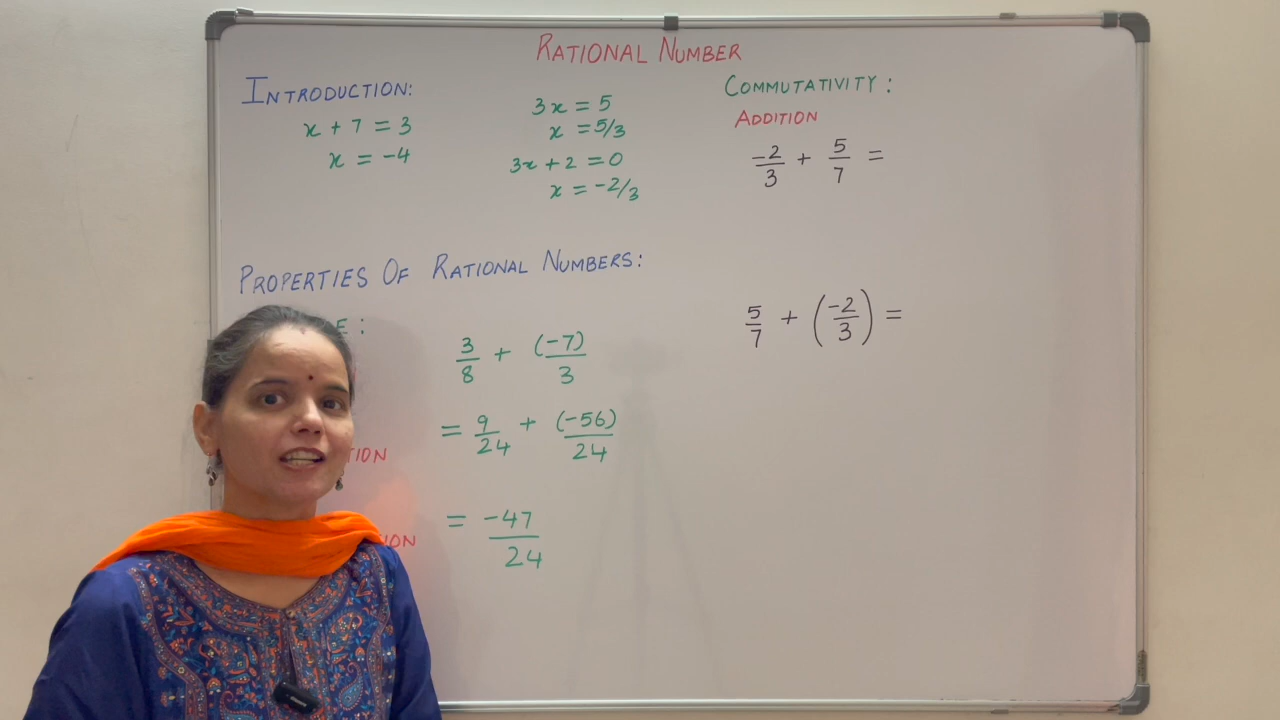 RATIONAL NUMBER
INTRODUCTION:
x + 7 = 3
x = -4
3x = 5
x = 5/3
3x + 2 = 0
x = -2/3
PROPERTIES OF RATIONAL NUMBERS:
3/8 + (-7)/3
= 9/24 + (-56)/24
= -47/24
COMMUTATIVITY:
ADDITION
-2/3 + 5/7 =
5/7 + (-2/3) =